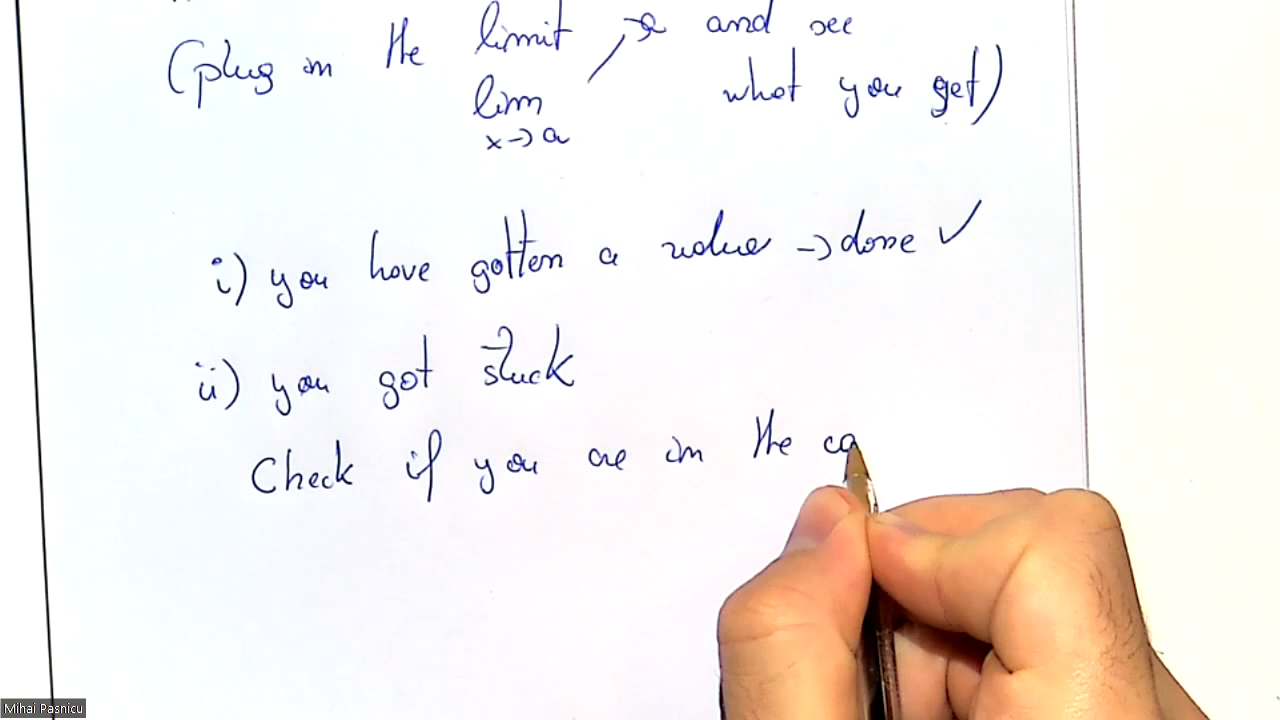 (plug in the limit ↗ a and see
lim what you get)
x→a
i) you have gotten a value → done ✓
ii) you got stuck
Check if you are in the ca
Mihai Pasnicu